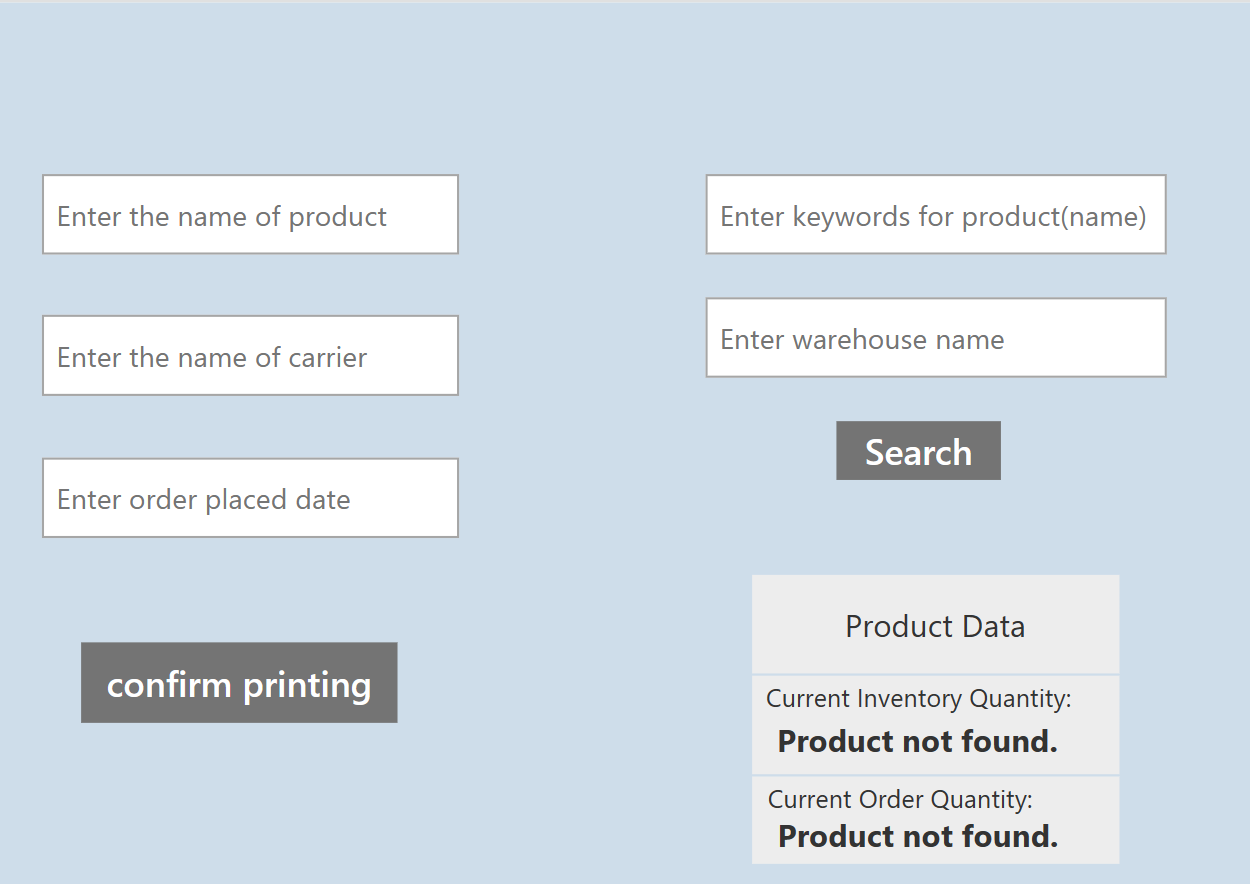 Enter the name of product
Enter the name of carrier
Enter order placed date
confirm printing
Enter keywords for product(name)
Enter warehouse name
Search
Product Data
Current Inventory Quantity:
Product not found.
Current Order Quantity:
Product not found.